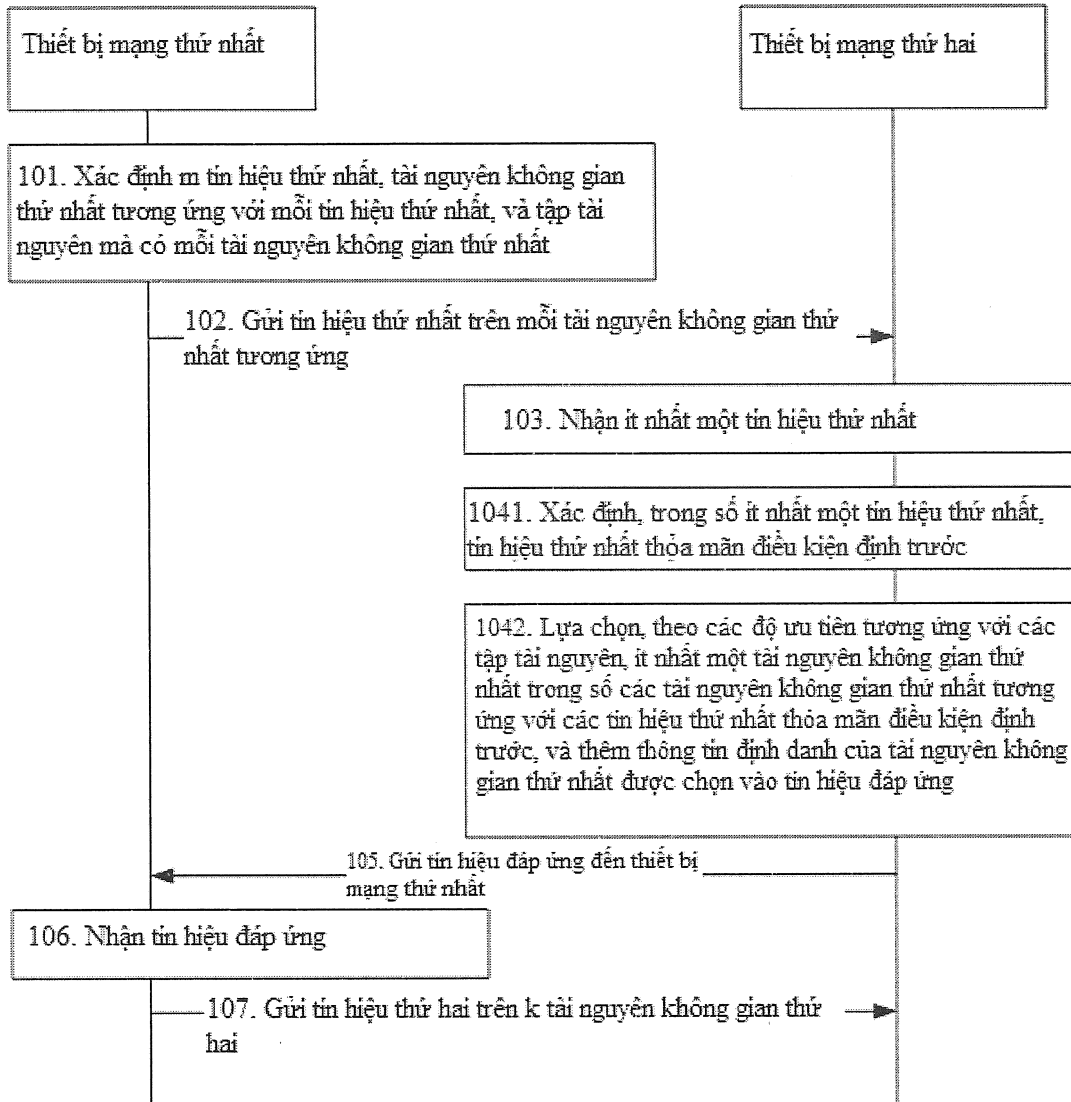 Thiết bị mạng thứ nhất
Thiết bị mạng thứ hai
101. Xác định m tín hiệu thứ nhất, tài nguyên không gian
thứ nhất tương ứng với mỗi tín hiệu thứ nhất, và tập tài
nguyên mà có mỗi tài nguyên không gian thứ nhất
102. Gửi tín hiệu thứ nhất trên mỗi tài nguyên không gian thứ
nhất tương ứng
103. Nhận ít nhất một tín hiệu thứ nhất
1041. Xác định, trong số ít nhất một tín hiệu thứ nhất,
tín hiệu thứ nhất thỏa mãn điều kiện định trước
1042. Lựa chọn, theo các độ ưu tiên tương ứng với các
tập tài nguyên, ít nhất một tài nguyên không gian thứ
nhất trong số các tài nguyên không gian thứ nhất tương
ứng với các tín hiệu thứ nhất thỏa mãn điều kiện định
trước, và thêm thông tin định danh của tài nguyên không
gian thứ nhất được chọn vào tín hiệu đáp ứng
105. Gửi tín hiệu đáp ứng đến thiết bị
mạng thứ nhất
106. Nhận tín hiệu đáp ứng
107. Gửi tín hiệu thứ hai trên k tài nguyên không gian thứ
hai